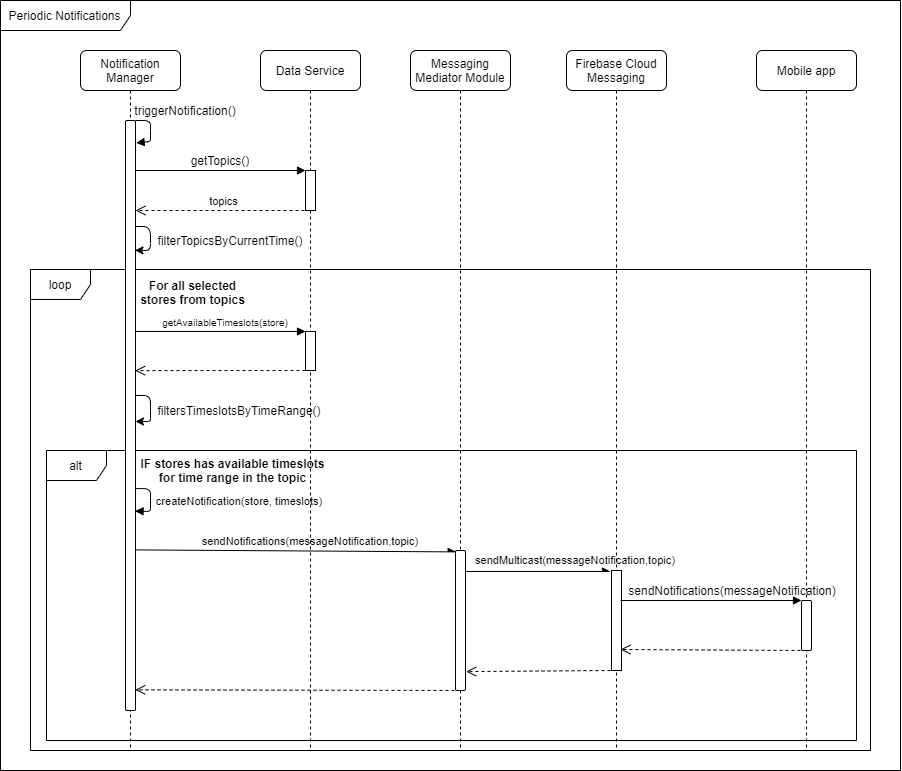 Periodic Notifications
Notification
Manager
Data Service
Messaging
Mediator Module
Firebase Cloud
Messaging
Mobile app
triggerNotification()
getTopics()
topics
filterTopicsByCurrentTime()
loop
For all selected
stores from topics
getAvailableTimeslots(store)
filtersTimeslotsByTimeRange()
alt
IF stores has available timeslots
for time range in the topic
createNotification(store, timeslots)
sendNotifications(messageNotification,topic)
sendMulticast(messageNotification,topic)
sendNotifications(messageNotification)